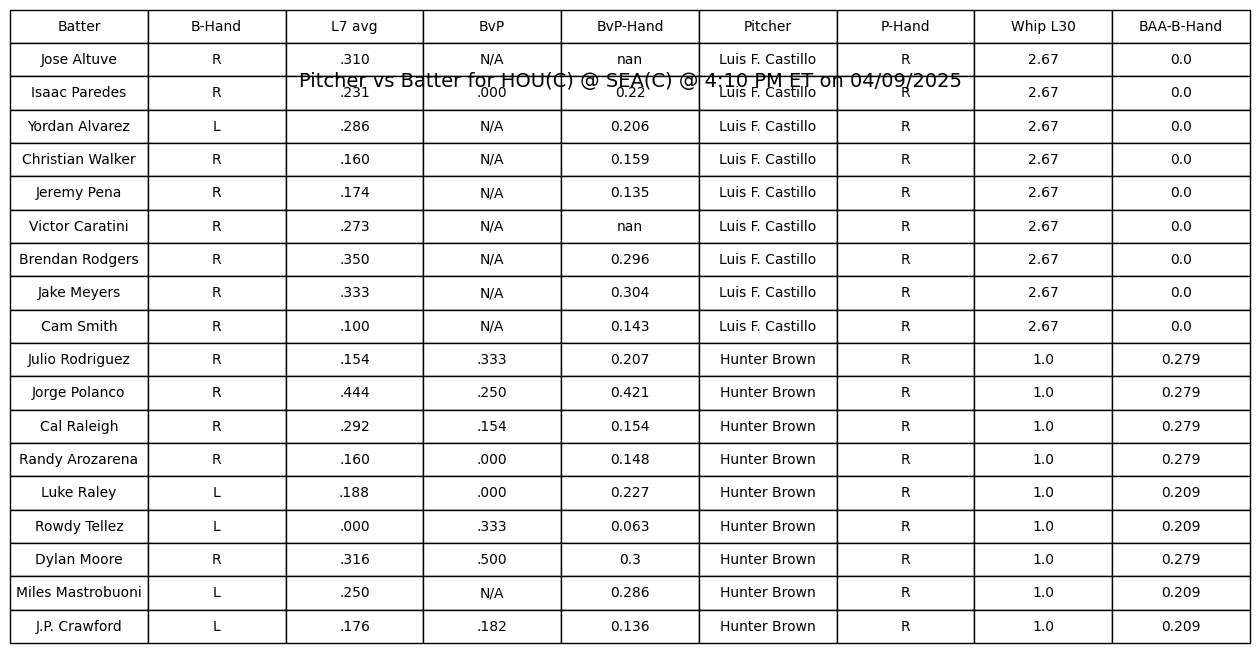 Batter B-Hand L7 avg BvP BvP-Hand Pitcher P-Hand Whip L30 BAA-B-Hand
Jose Altuve R .310 N/A nan Luis F. Castillo R 2.67 0.0
Pitcher vs Batter for HOU(C) @ SEA(C) @ 4:10 PM ET on 04/09/2025
Isaac Paredes R .231 .000 0.22 Luis F. Castillo R 2.67 0.0
Yordan Alvarez L .286 N/A 0.206 Luis F. Castillo R 2.67 0.0
Christian Walker R .160 N/A 0.159 Luis F. Castillo R 2.67 0.0
Jeremy Pena R .174 N/A 0.135 Luis F. Castillo R 2.67 0.0
Victor Caratini R .273 N/A nan Luis F. Castillo R 2.67 0.0
Brendan Rodgers R .350 N/A 0.296 Luis F. Castillo R 2.67 0.0
Jake Meyers R .333 N/A 0.304 Luis F. Castillo R 2.67 0.0
Cam Smith R .100 N/A 0.143 Luis F. Castillo R 2.67 0.0
Julio Rodriguez R .154 .333 0.207 Hunter Brown R 1.0 0.279
Jorge Polanco R .444 .250 0.421 Hunter Brown R 1.0 0.279
Cal Raleigh R .292 .154 0.154 Hunter Brown R 1.0 0.279
Randy Arozarena R .160 .000 0.148 Hunter Brown R 1.0 0.279
Luke Raley L .188 .000 0.227 Hunter Brown R 1.0 0.209
Rowdy Tellez L .000 .333 0.063 Hunter Brown R 1.0 0.209
Dylan Moore R .316 .500 0.3 Hunter Brown R 1.0 0.279
Miles Mastrobuoni L .250 N/A 0.286 Hunter Brown R 1.0 0.209
J.P. Crawford L .176 .182 0.136 Hunter Brown R 1.0 0.209